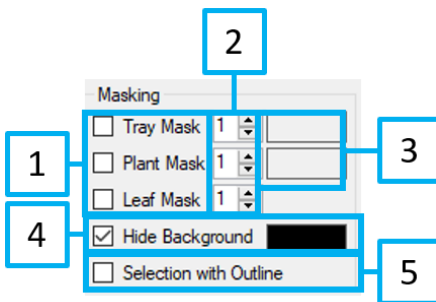 2
Masking
Tray Mask 1
1
3
Plant Mask 1
Leaf Mask 1
4
Hide Background
Selection with Outline
5